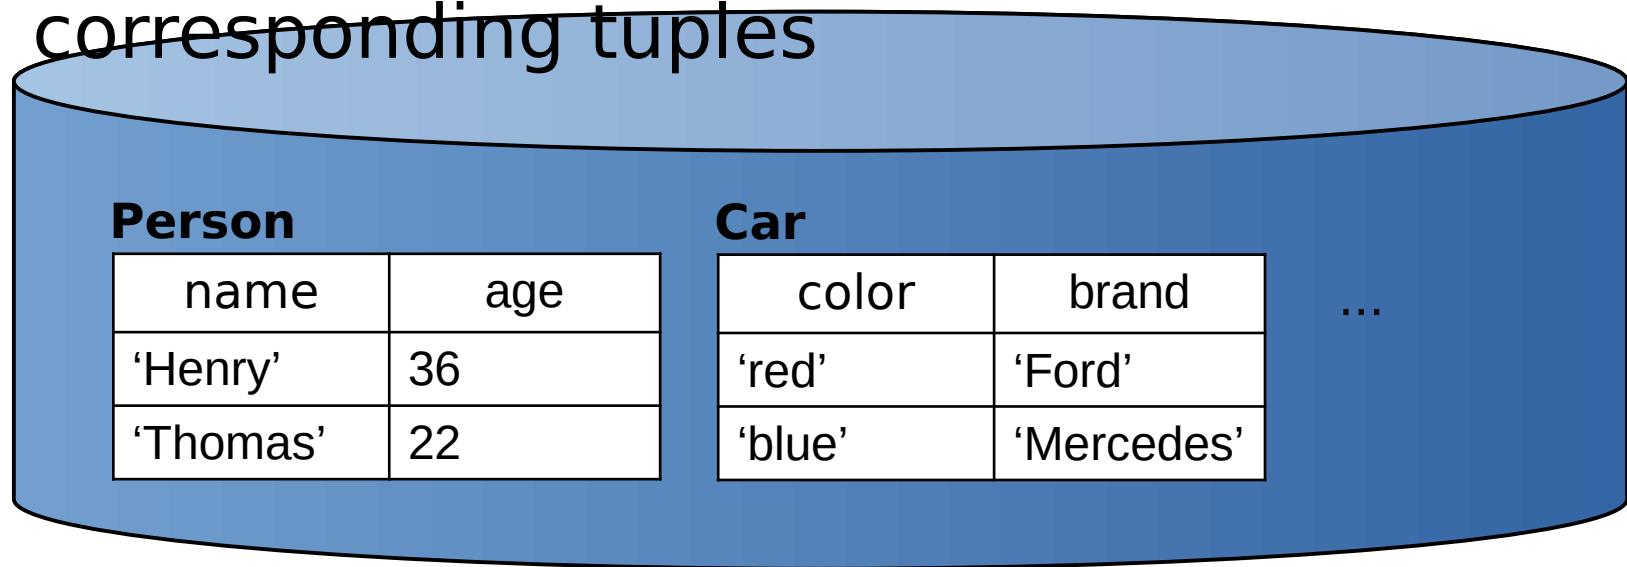 corresponding tuples
Person
name age
‘Henry’ 36
‘Thomas’ 22
Car
color brand
‘red’ ‘Ford’
‘blue’ ‘Mercedes’
...